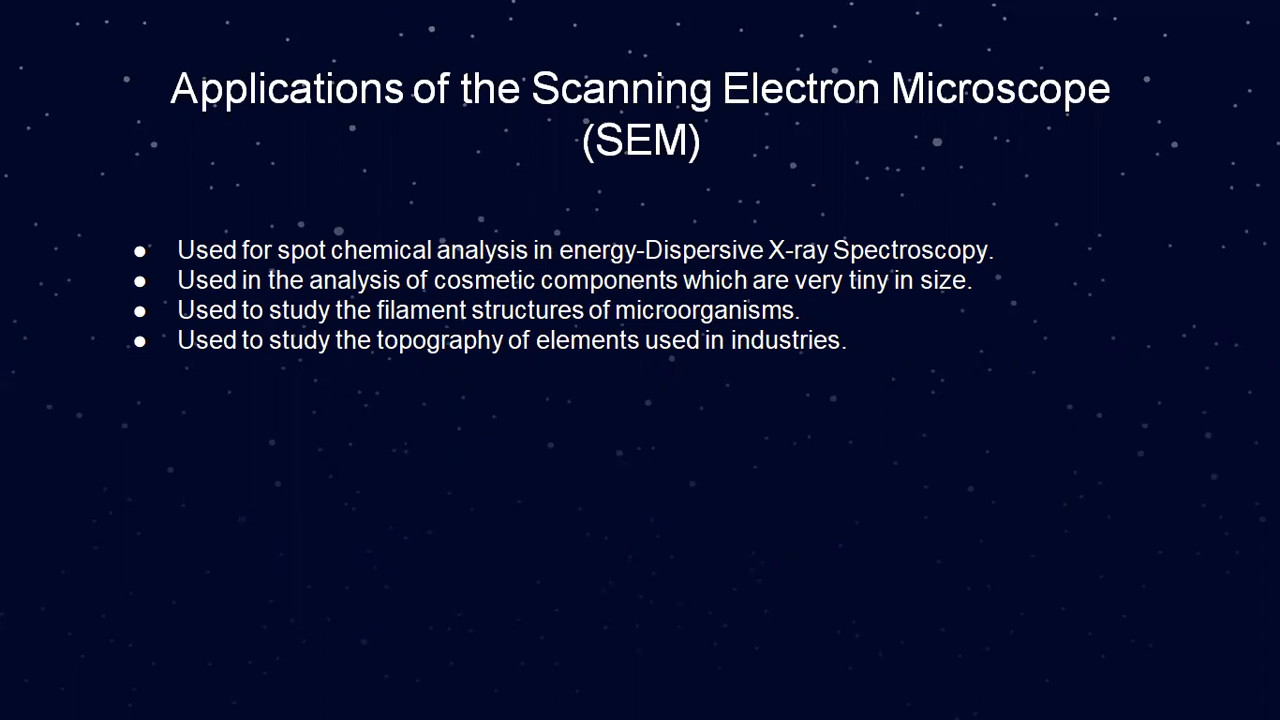 Applications of the Scanning Electron Microscope
(SEM)
● Used for spot chemical analysis in energy-Dispersive X-ray Spectroscopy.
● Used in the analysis of cosmetic components which are very tiny in size.
● Used to study the filament structures of microorganisms.
● Used to study the topography of elements used in industries.